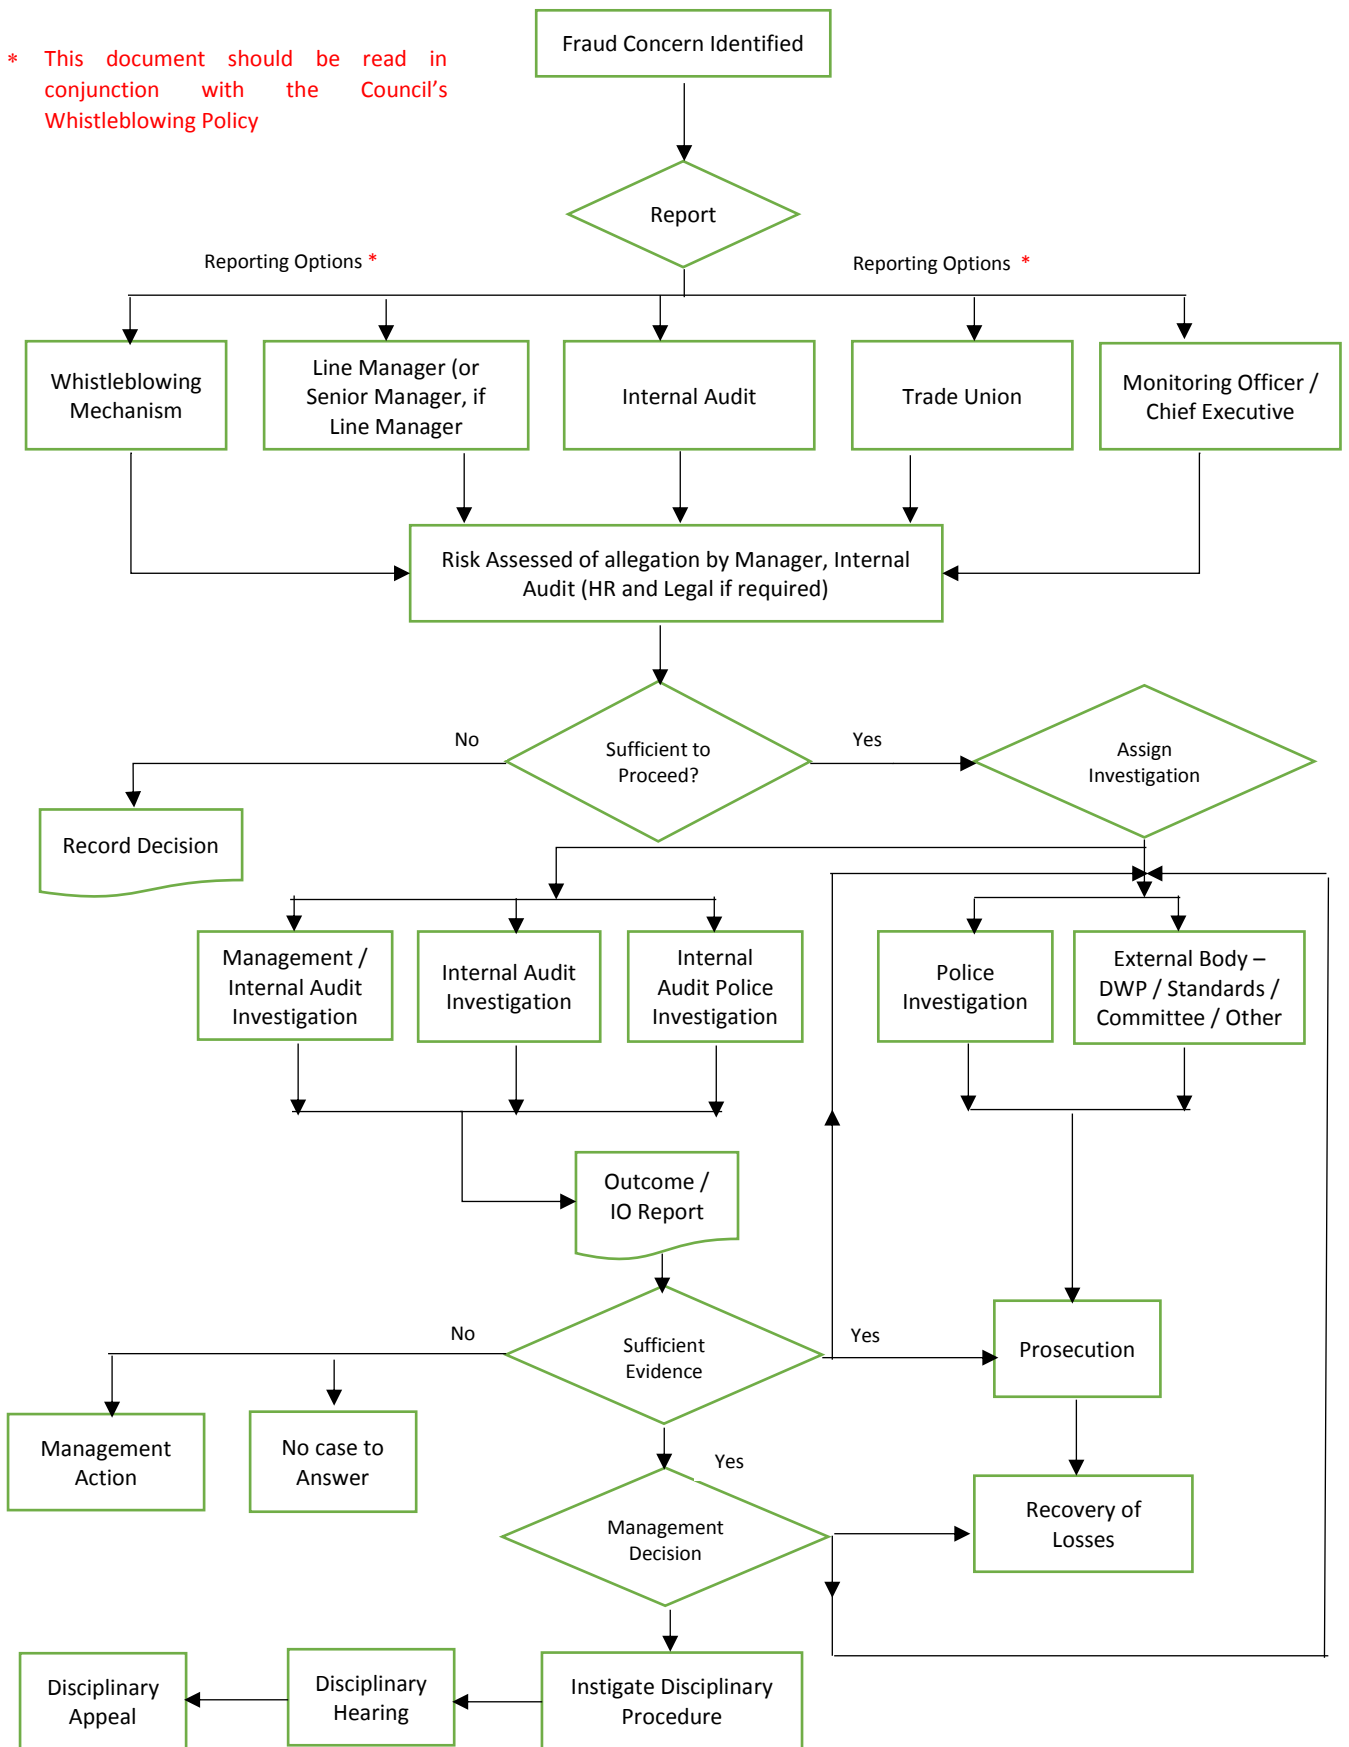 Fraud Concern Identified
* This document should be read in
conjunction with the Council’s
Whistleblowing Policy
Report
Reporting Options *
Reporting Options *
Whistleblowing
Mechanism
Line Manager (or
Senior Manager, if
Line Manager
Internal Audit
Trade Union
Monitoring Officer /
Chief Executive
Risk Assessed of allegation by Manager, Internal
Audit (HR and Legal if required)
No
Sufficient to
Proceed?
Yes
Assign
Investigation
Record Decision
Management /
Internal Audit
Investigation
Internal Audit
Investigation
Internal
Audit Police
Investigation
Police
Investigation
External Body –
DWP / Standards /
Committee / Other
Outcome /
IO Report
No
Sufficient
Evidence
Yes
Prosecution
Management
Action
No case to
Answer
Yes
Management
Decision
Recovery of
Losses
Disciplinary
Appeal
Disciplinary
Hearing
Instigate Disciplinary
Procedure